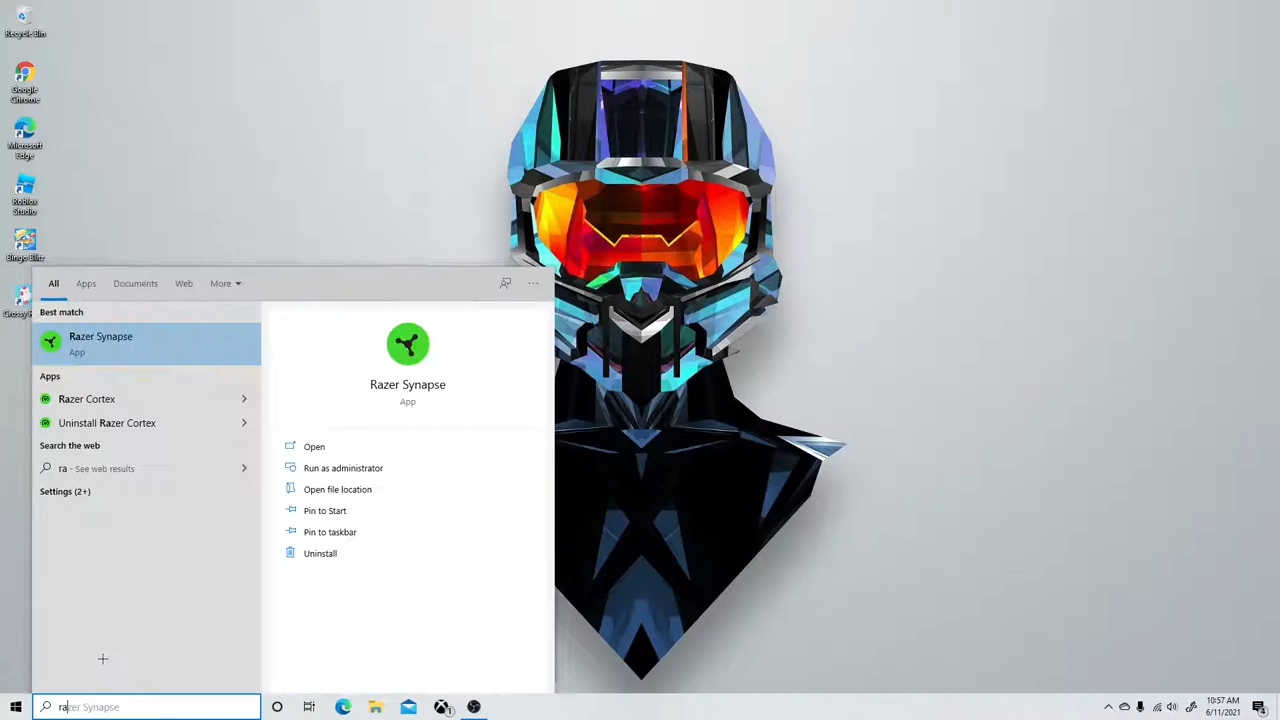 Recycle Bin
Google
Chrome
Microsoft
Edge
Roblox
Studio
Bingo Blitz
All
Apps
Documents
Web
More
Best match
Razer Synapse
App
Apps
Razer Cortex
Uninstall Razer Cortex
Search the web
ra - See web results
Settings (2+)
Razer Synapse
App
Open
Run as administrator
Open file location
Pin to Start
Pin to taskbar
Uninstall
razer Synapse
1
10:57 AM
6/11/2021
4